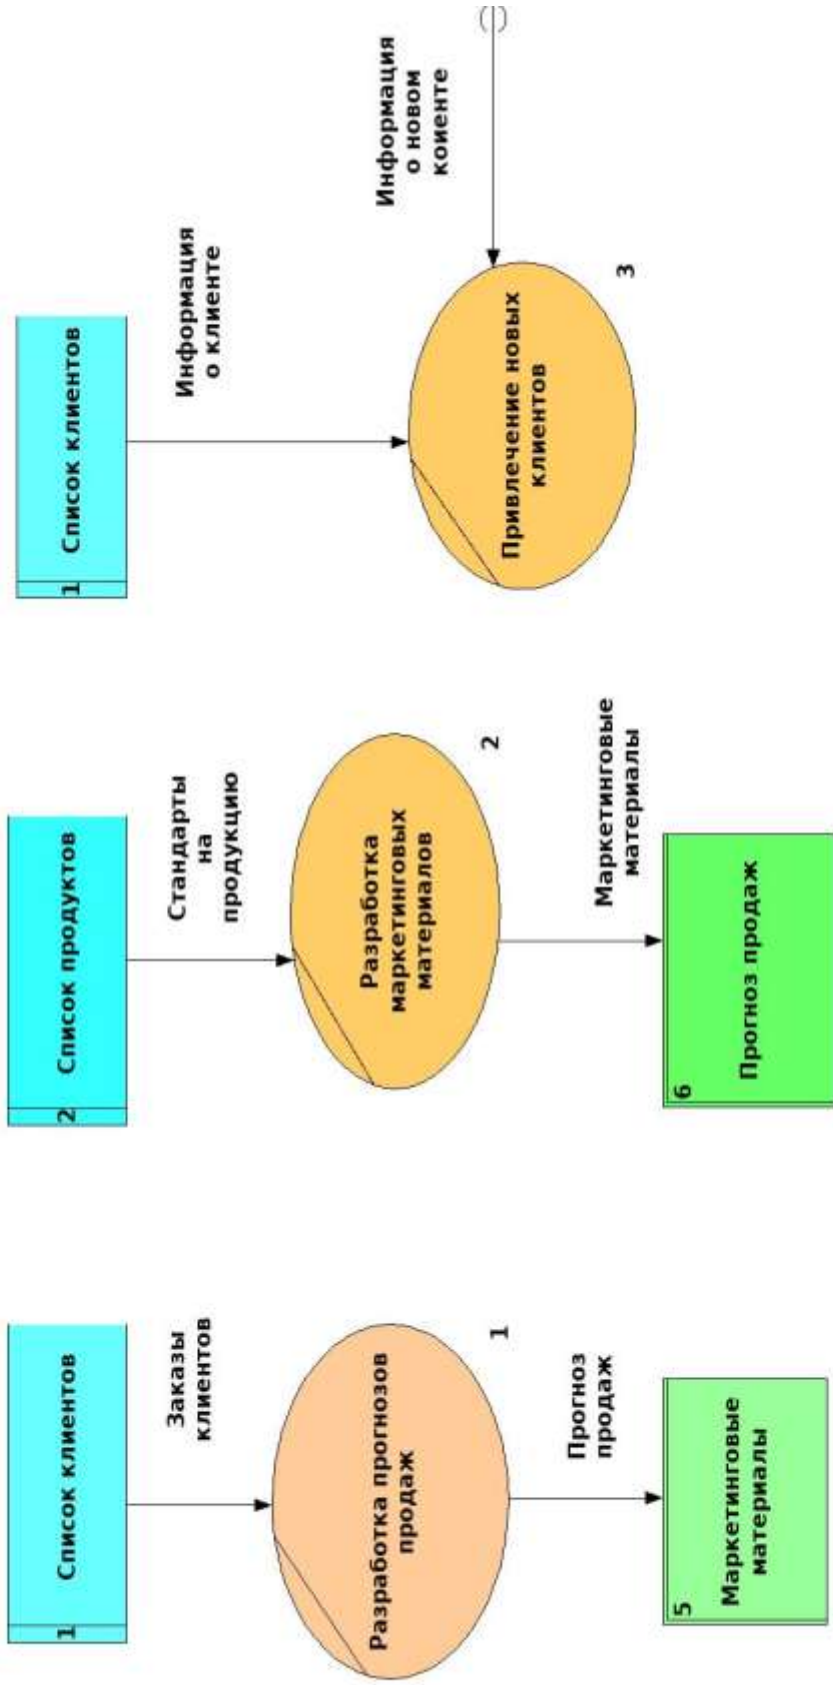 1 Список клиентов
Заказы
клиентов
Разработка прогнозов
продаж
1
Прогноз
продаж
5
Маркетинговые
материалы
2 Список продуктов
Стандарты
на
продукцию
Разработка
маркетинговых
материалов
2
Маркетинговые
материалы
6
Прогноз продаж
1 Список клиентов
Информация
о клиенте
Информация
о новом
коиенте
Привлечение новых
клиентов
3